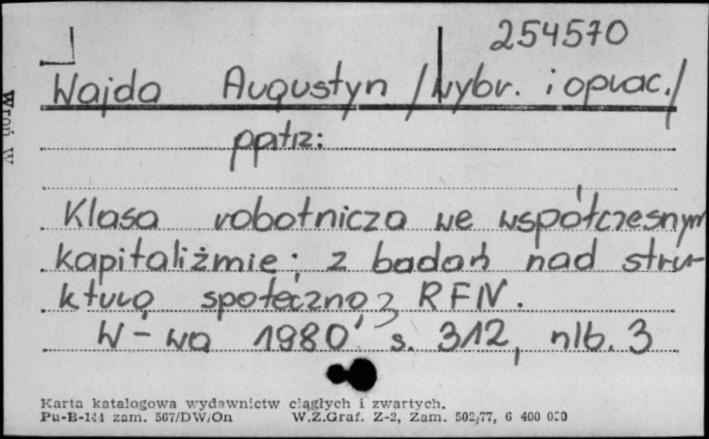 254570
Wajda Augustyn /wybr. i oprac./
patrz:
Klasa robotnicza we współczesnym
kapitaliźmie; z badań nad struk-
kturą społeczną RFN.
W-wa 1980 s. 312, nlb. 3
Karta katalogowa wydawnictw ciągłych i zwartych.
Pu-B-144 zam. 567/DW/On W.Z.Graf. Z-2, Zam. 502/77, 6 400 000